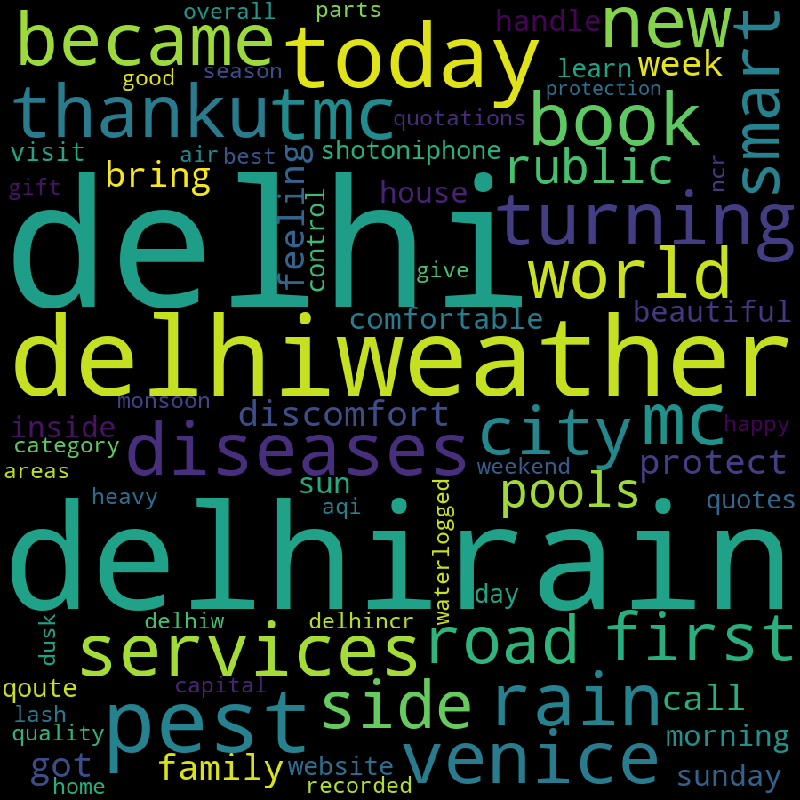 overall parts handle new smart
became today learn week
good season protection
thankutmc quotations book
visit air best shotoniphone rublic ncr
gift bring feeling control house turning
delhi give world
comfortable beautiful
delhiweather
monsoon discomfort city mc happy
inside diseases
category weekend protect
areas sun pools
heavy aqi waterlogged quotes
delhirain
day
dusk delhiw delhincr road first
services
qoute capital side rain call
lash pest
quality venice morning
got family website sunday
home recorded